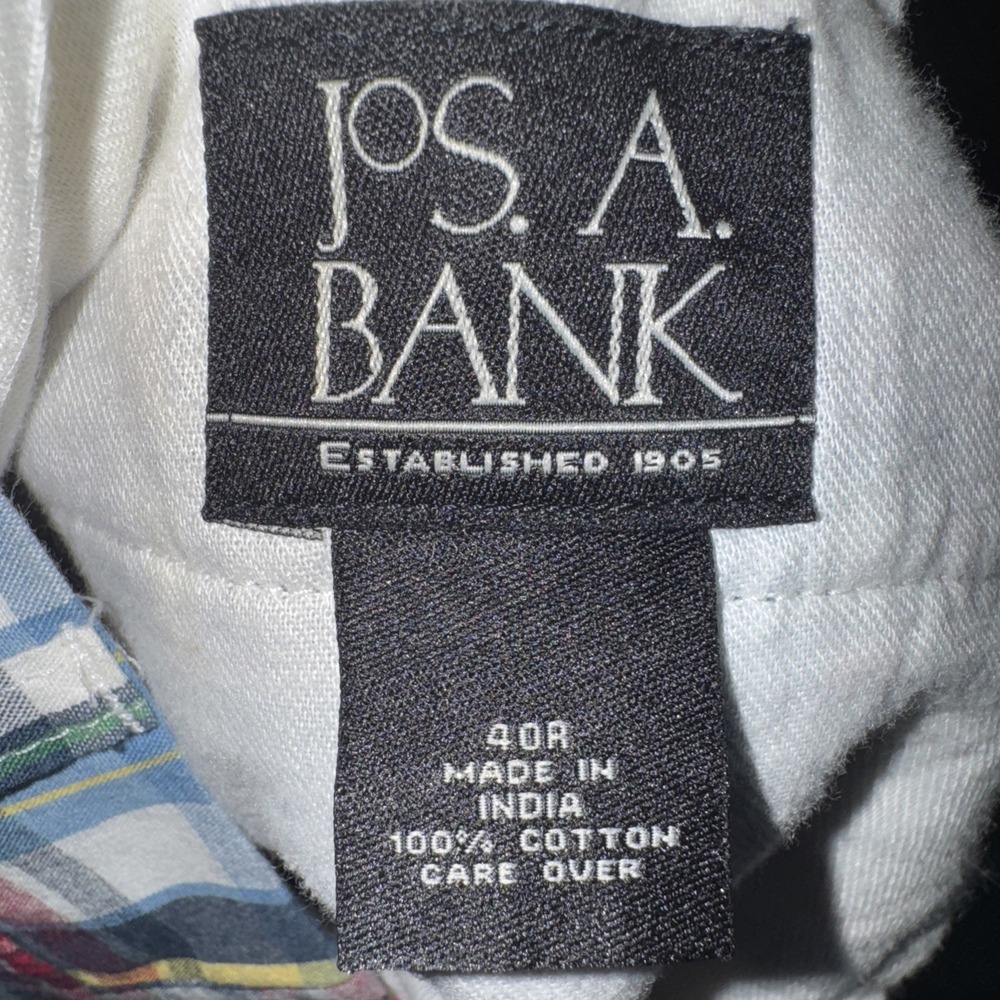 JOS. A.
BANK
ESTABLISHED 1905
40R
MADE IN
INDIA
100% COTTON
CARE OVER